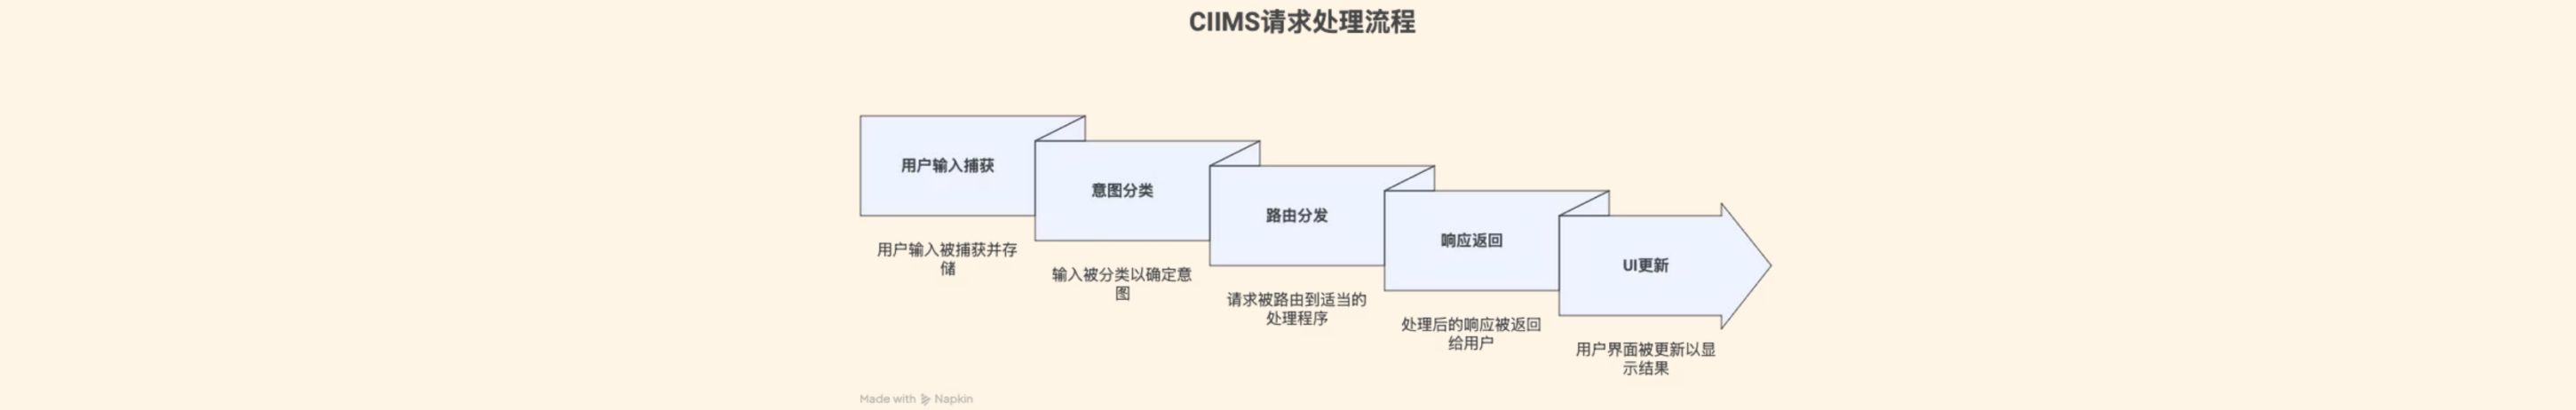 CIIMS请求处理流程
用户输入捕获
用户输入被捕获并存
储
意图分类
输入被分类以确定意
图
路由分发
请求被路由到适当的
处理程序
响应返回
处理后的响应被返回
给用户
UI更新
用户界面被更新以显
示结果
Made with Napkin